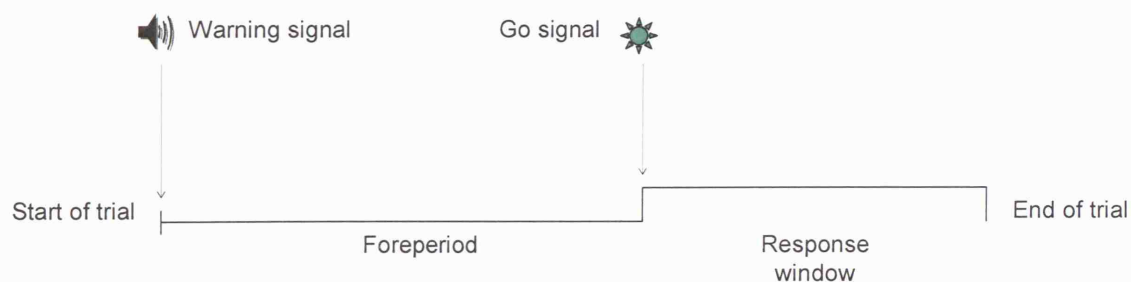 Warning signal
Go signal
Start of trial
End of trial
Foreperiod
Response
window